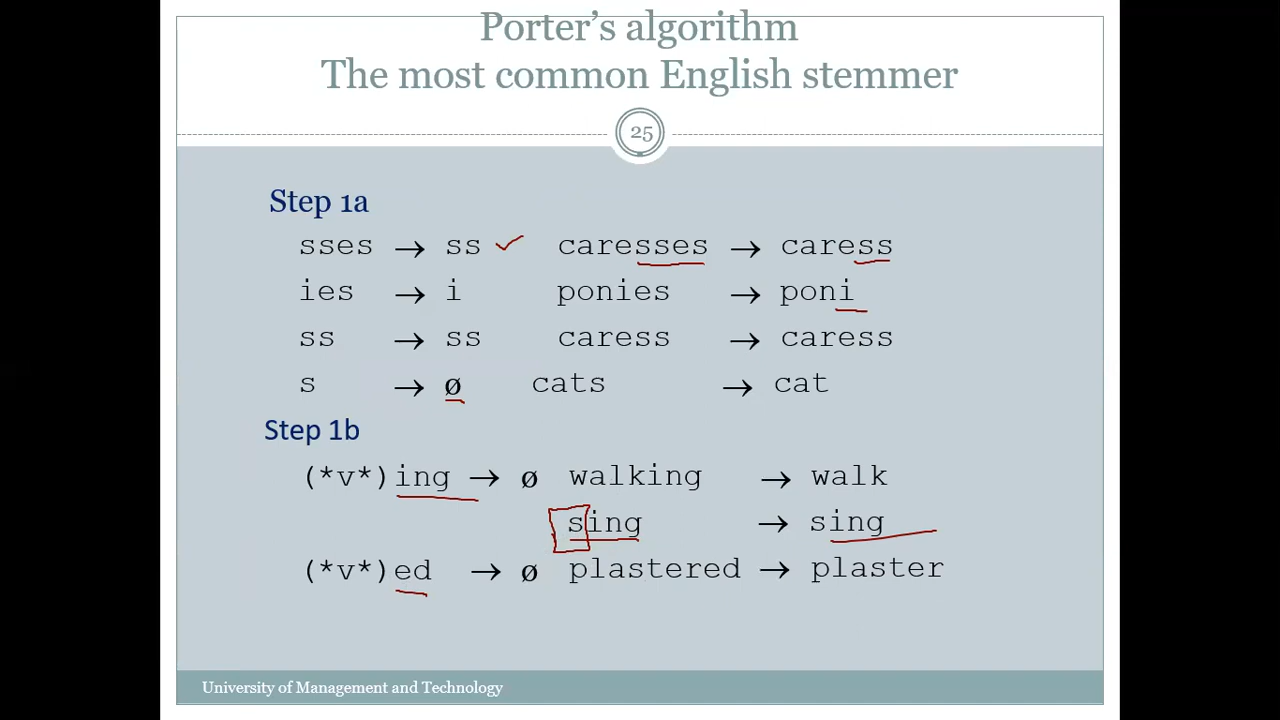 Porter’s algorithm
The most common English stemmer
25
Step 1a
sses → ss caresses → caress
ies → i ponies → poni
ss → ss caress → caress
s → ø cats → cat
Step 1b
(*v*)ing → ø walking → walk
sing → sing
(*v*)ed → ø plastered → plaster
University of Management and Technology